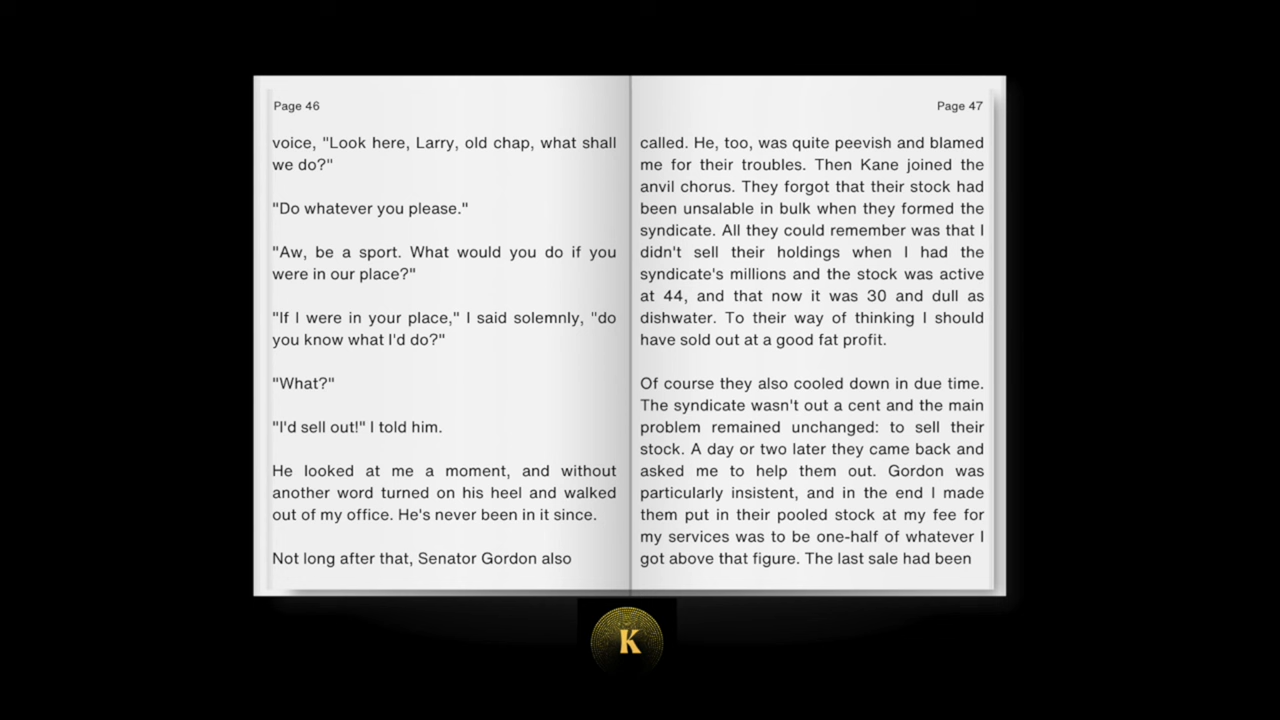 Page 46
voice, "Look here, Larry, old chap, what shall
we do?"
"Do whatever you please."
"Aw, be a sport. What would you do if you
were in our place?"
"If I were in your place," I said solemnly, "do
you know what I'd do?"
"What?"
"I'd sell out!" I told him.
He looked at me a moment, and without
another word turned on his heel and walked
out of my office. He's never been in it since.
Not long after that, Senator Gordon also
Page 47
called. He, too, was quite peevish and blamed
me for their troubles. Then Kane joined the
anvil chorus. They forgot that their stock had
been unsalable in bulk when they formed the
syndicate. All they could remember was that I
didn't sell their holdings when I had the
syndicate's millions and the stock was active
at 44, and that now it was 30 and dull as
dishwater. To their way of thinking I should
have sold out at a good fat profit.
Of course they also cooled down in due time.
The syndicate wasn't out a cent and the main
problem remained unchanged: to sell their
stock. A day or two later they came back and
asked me to help them out. Gordon was
particularly insistent, and in the end I made
them put in their pooled stock at my fee for
my services was to be one-half of whatever I
got above that figure. The last sale had been
K